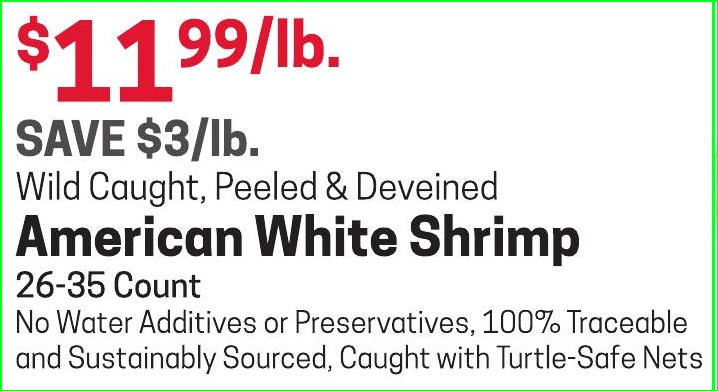 $11 99/lb.
SAVE $3/lb.
Wild Caught, Peeled & Deveined
American White Shrimp
26-35 Count
No Water Additives or Preservatives, 100% Traceable
and Sustainably Sourced, Caught with Turtle-Safe Nets